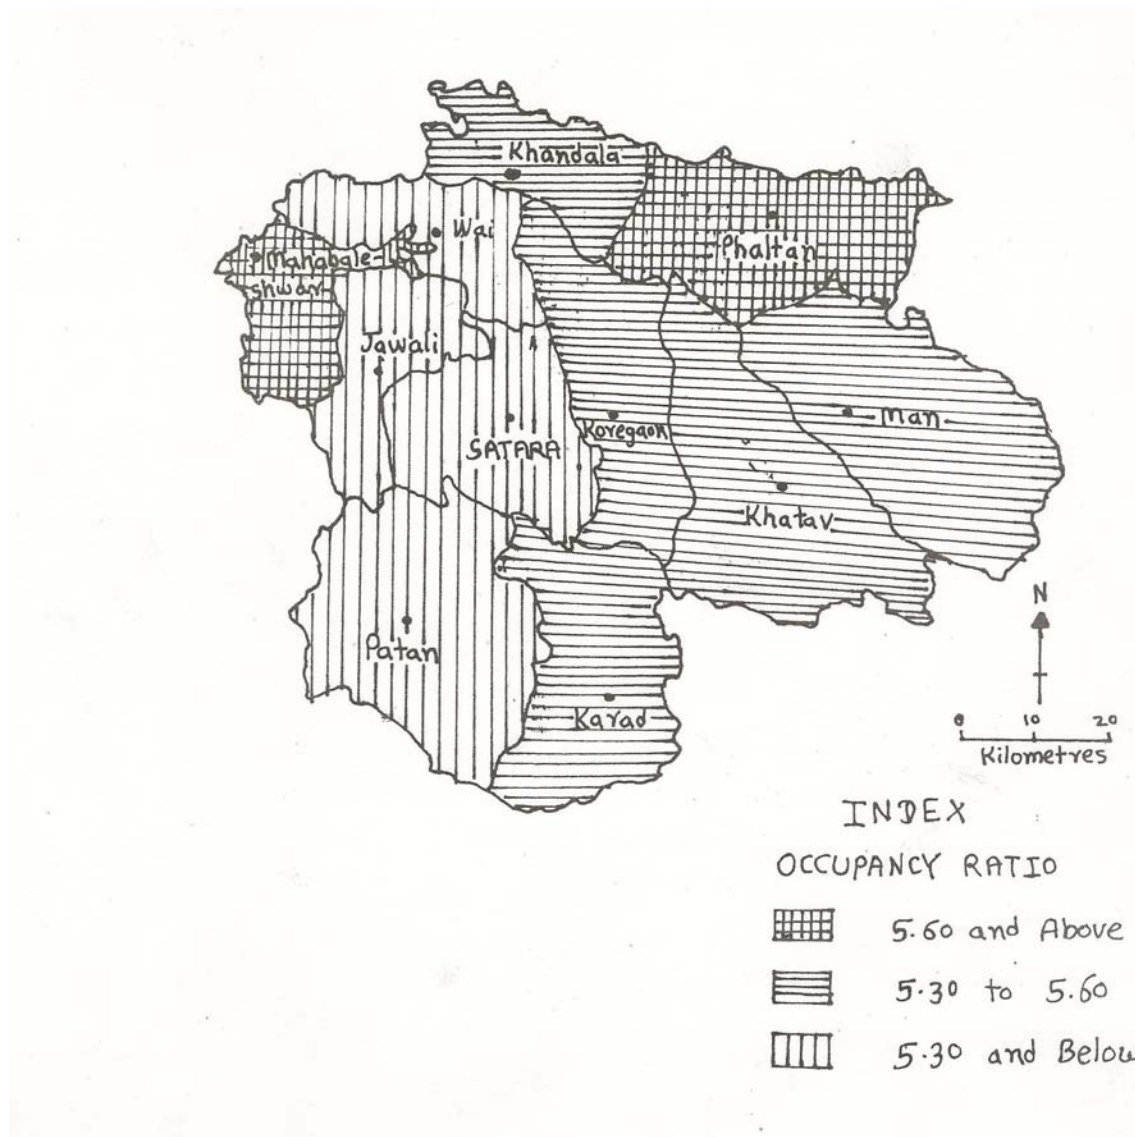 Khandala
Wai
Phaltan
Mahabale-
shwar
Jawali
Man
Koregaon
SATARA
Khatav
N
Patan
Karad
0 10 20
Kilometres
INDEX
OCCUPANCY RATIO
5.60 and Above
5.30 to 5.60
5.30 and Below